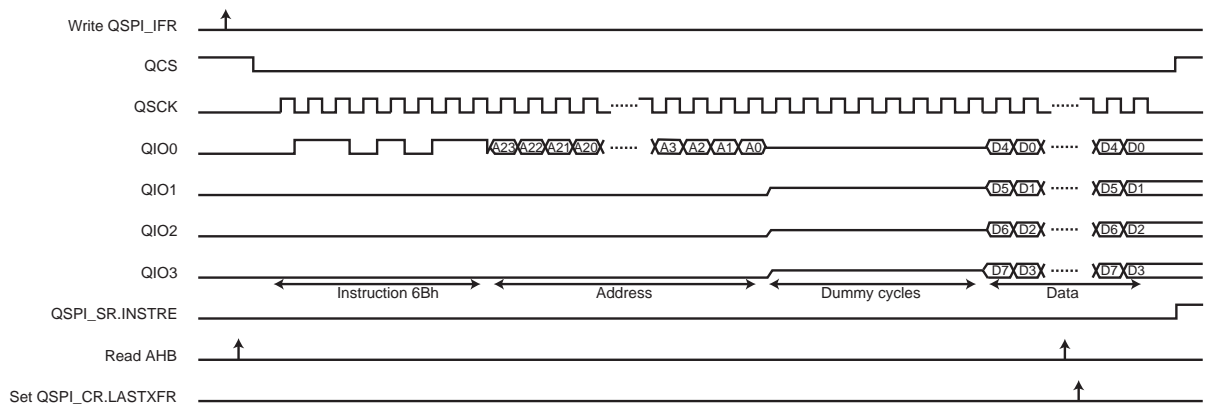 Write QSPI_IFR
QCS
QSCK
QIO0 A23 A22 A21 A20 A3 A2 A1 A0 D4 D0 D4 D0
QIO1 D5 D1 D5 D1
QIO2 D6 D2 D6 D2
QIO3 D7 D3 D7 D3
Instruction 6Bh Address Dummy cycles Data
QSPI_SR.INSTRE
Read AHB
Set QSPI_CR.LASTXFR